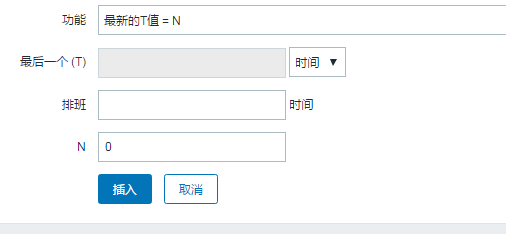 功能 最新的T值 = N
最后一个 (T) 时间 ▼
排班 时间
N 0
插入 取消